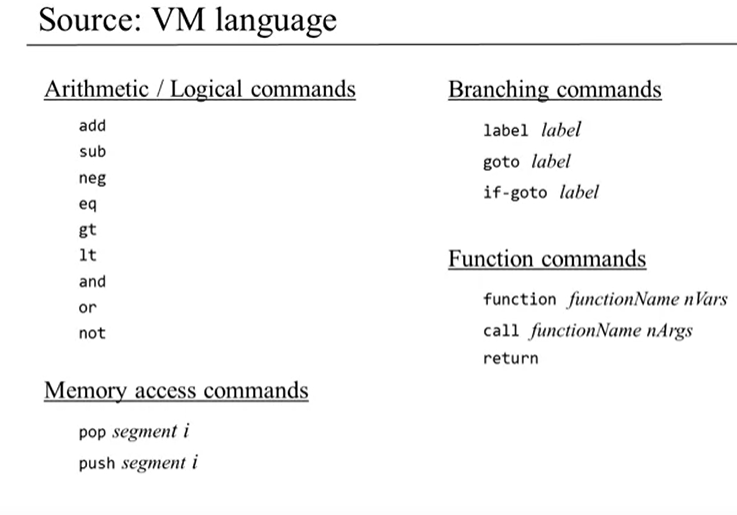 Source: VM language
Arithmetic / Logical commands
add
sub
neg
eq
gt
lt
and
or
not
Memory access commands
pop segment i
push segment i
Branching commands
label label
goto label
if-goto label
Function commands
function functionName nVars
call functionName nArgs
return